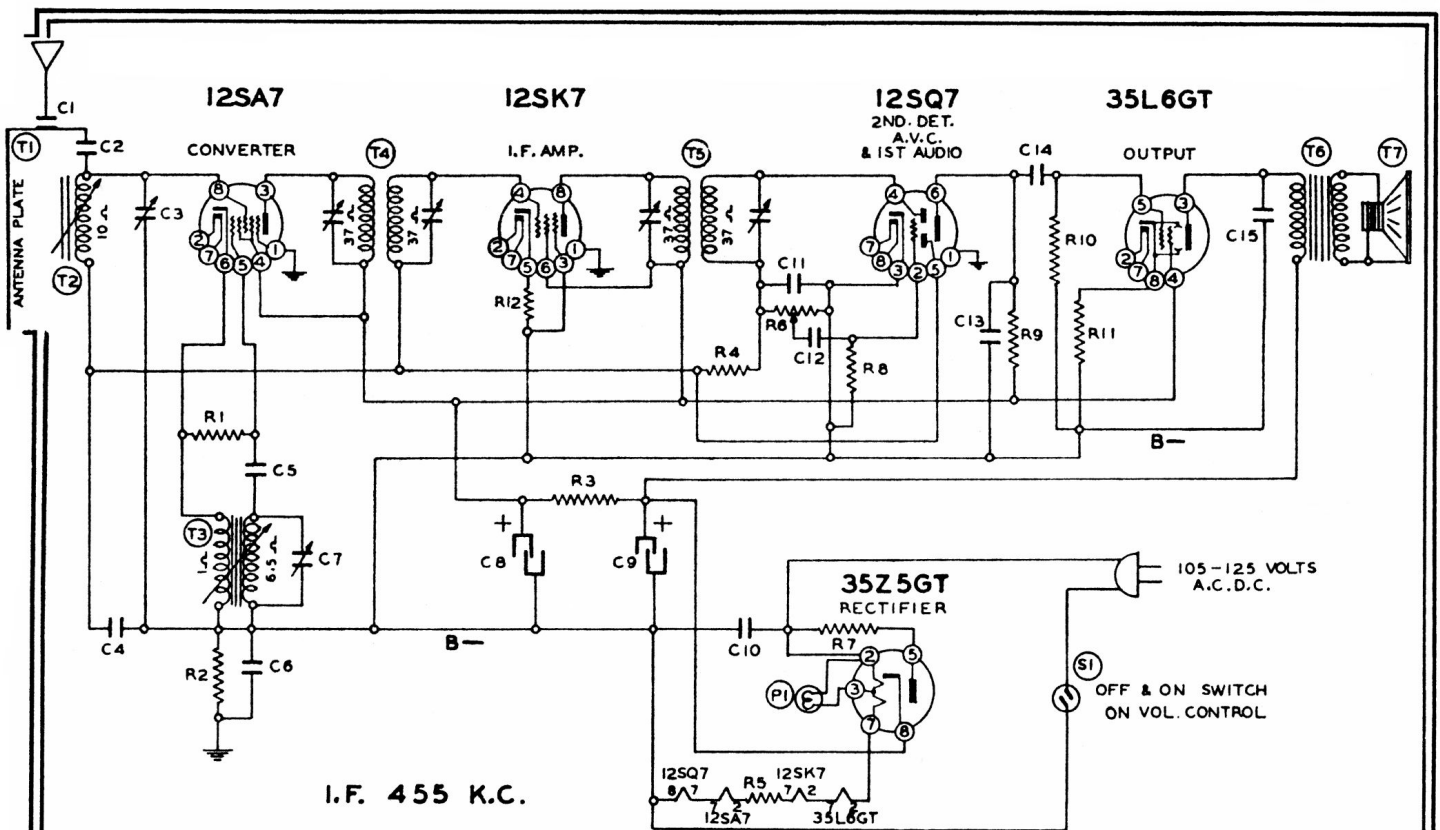 12SA7
12SK7
12SQ7
35L6GT
C1
2ND. DET.
A.V.C.
& 1ST AUDIO
T1
C2
CONVERTER
T4
I.F. AMP.
T5
C14
OUTPUT
T6
T7
ANTENNA PLATE
10 Ω
T2
C3
8
3
2
7
6
5
4
1
37 Ω
37 Ω
4
8
2
7
5
6
3
1
R12
37 Ω
37 Ω
4
6
7
8
3
2
5
1
C11
R6
C12
R8
R4
C13
R9
R10
5
3
2
7
8
4
R11
C15
R1
C5
B—
R3
T3
1Ω
6.5 Ω
C7
+
C8
+
C9
35Z5GT
RECTIFIER
105-125 VOLTS
A.C.D.C.
C4
R2
C6
B—
C10
R7
2
5
3
7
8
P1
S1
OFF & ON SWITCH
ON VOL. CONTROL
I.F. 455 K.C.
12SQ7
8 7
7 2
12SA7
R5
12SK7
7 2
7 2
35L6GT